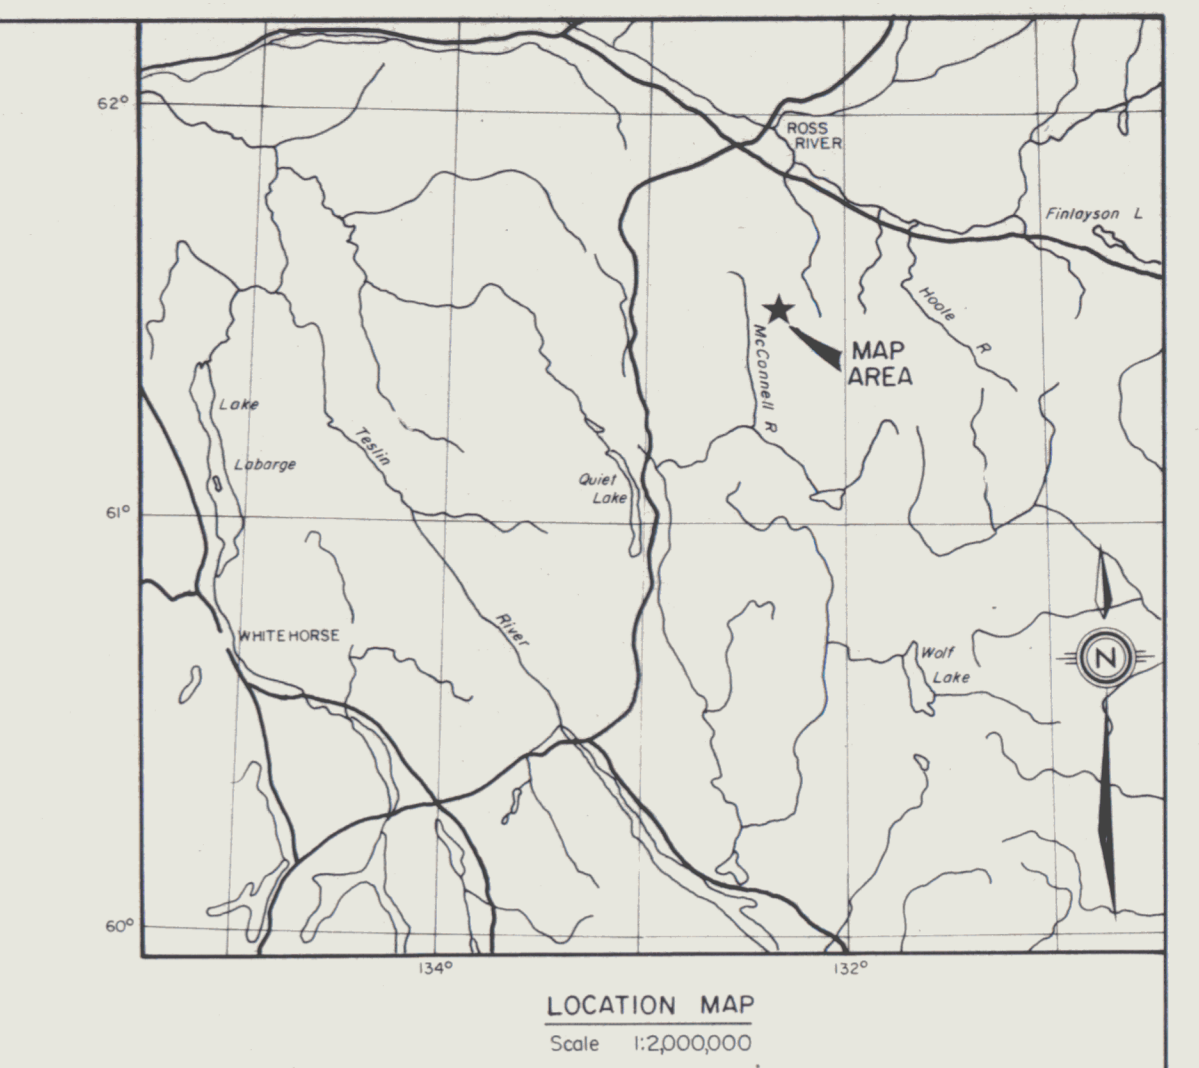 62°
ROSS
RIVER
Finlayson L
Hoole R
McConnell R
MAP
AREA
Lake
Labarge
Teslin
River
Quiet
Lake
61°
WHITEHORSE
Wolf
Lake
N
60°
134°
132°
LOCATION MAP
Scale 1:2,000,000